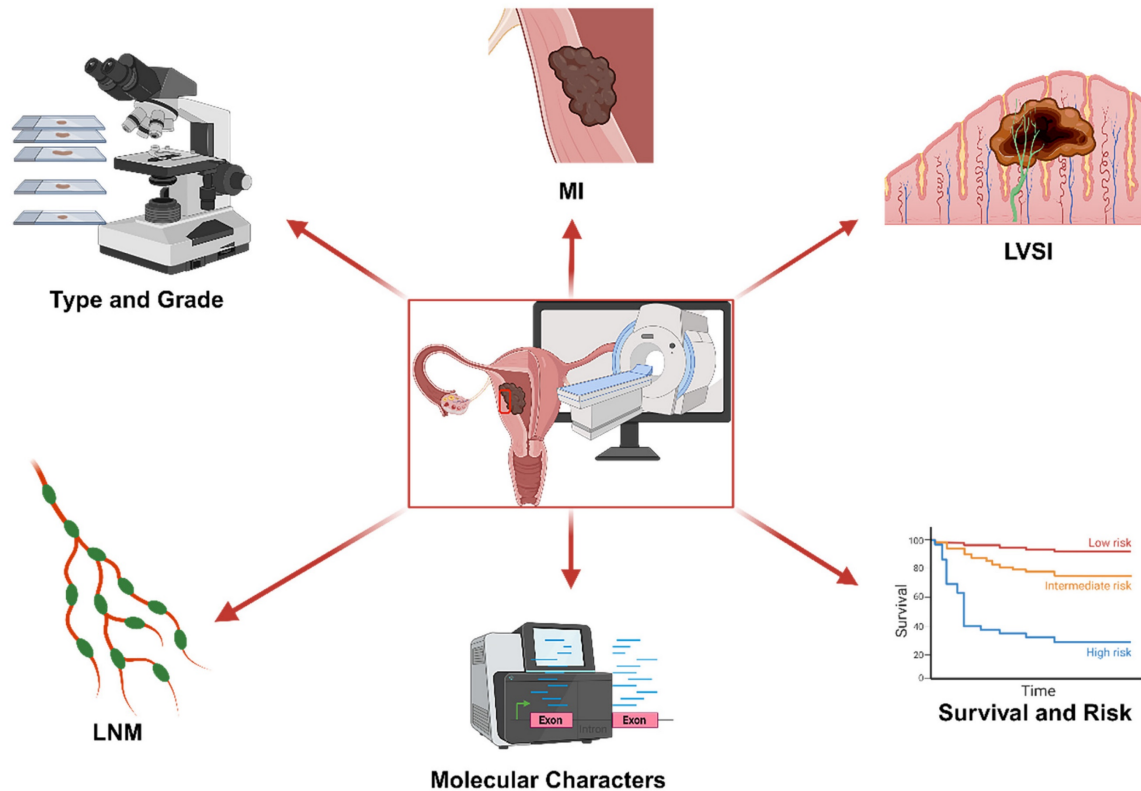 MI
LVSI
Type and Grade
100
80
60
40
20
0
Survival
Low risk
Intermediate risk
High risk
Time
Survival and Risk
LNM
Exon
Intron
Exon
Molecular Characters